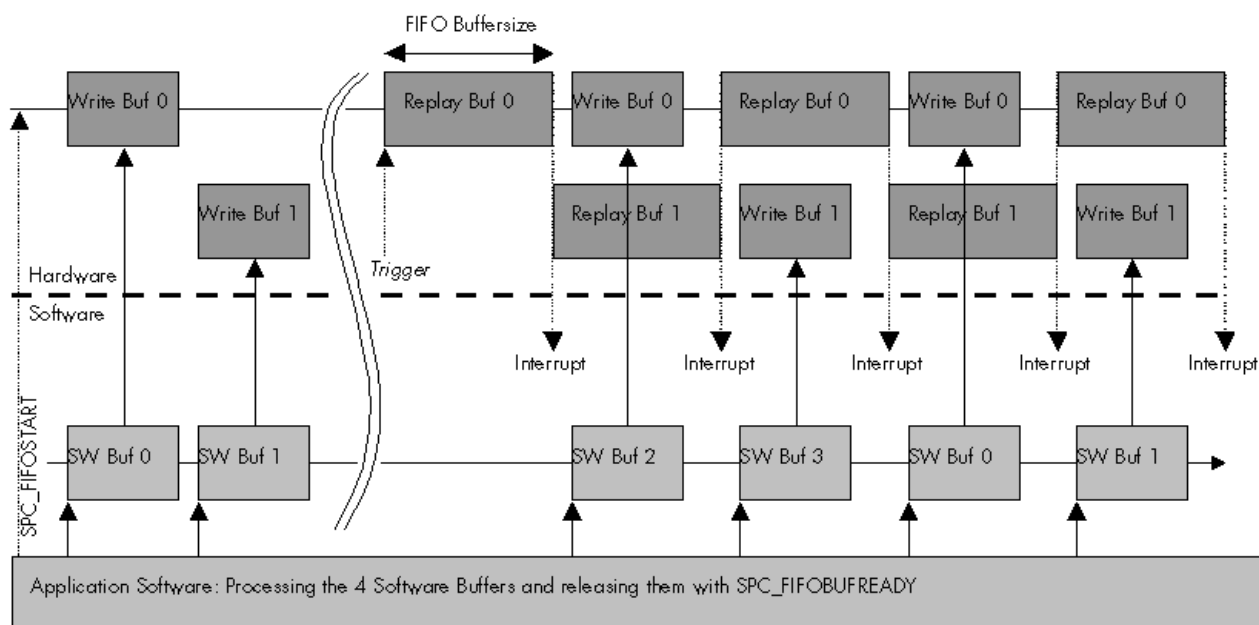 FIFO Buffersize
Write Buf 0
Replay Buf 0
Write Buf 0
Replay Buf 0
Write Buf 0
Replay Buf 0
Write Buf 1
Replay Buf 1
Write Buf 1
Replay Buf 1
Write Buf 1
Trigger
Hardware
Software
Interrupt
Interrupt
Interrupt
Interrupt
Interrupt
SPC_FIFOSTART
SW Buf 0
SW Buf 1
SW Buf 2
SW Buf 3
SW Buf 0
SW Buf 1
Application Software: Processing the 4 Software Buffers and releasing them with SPC_FIFOBUFREADY